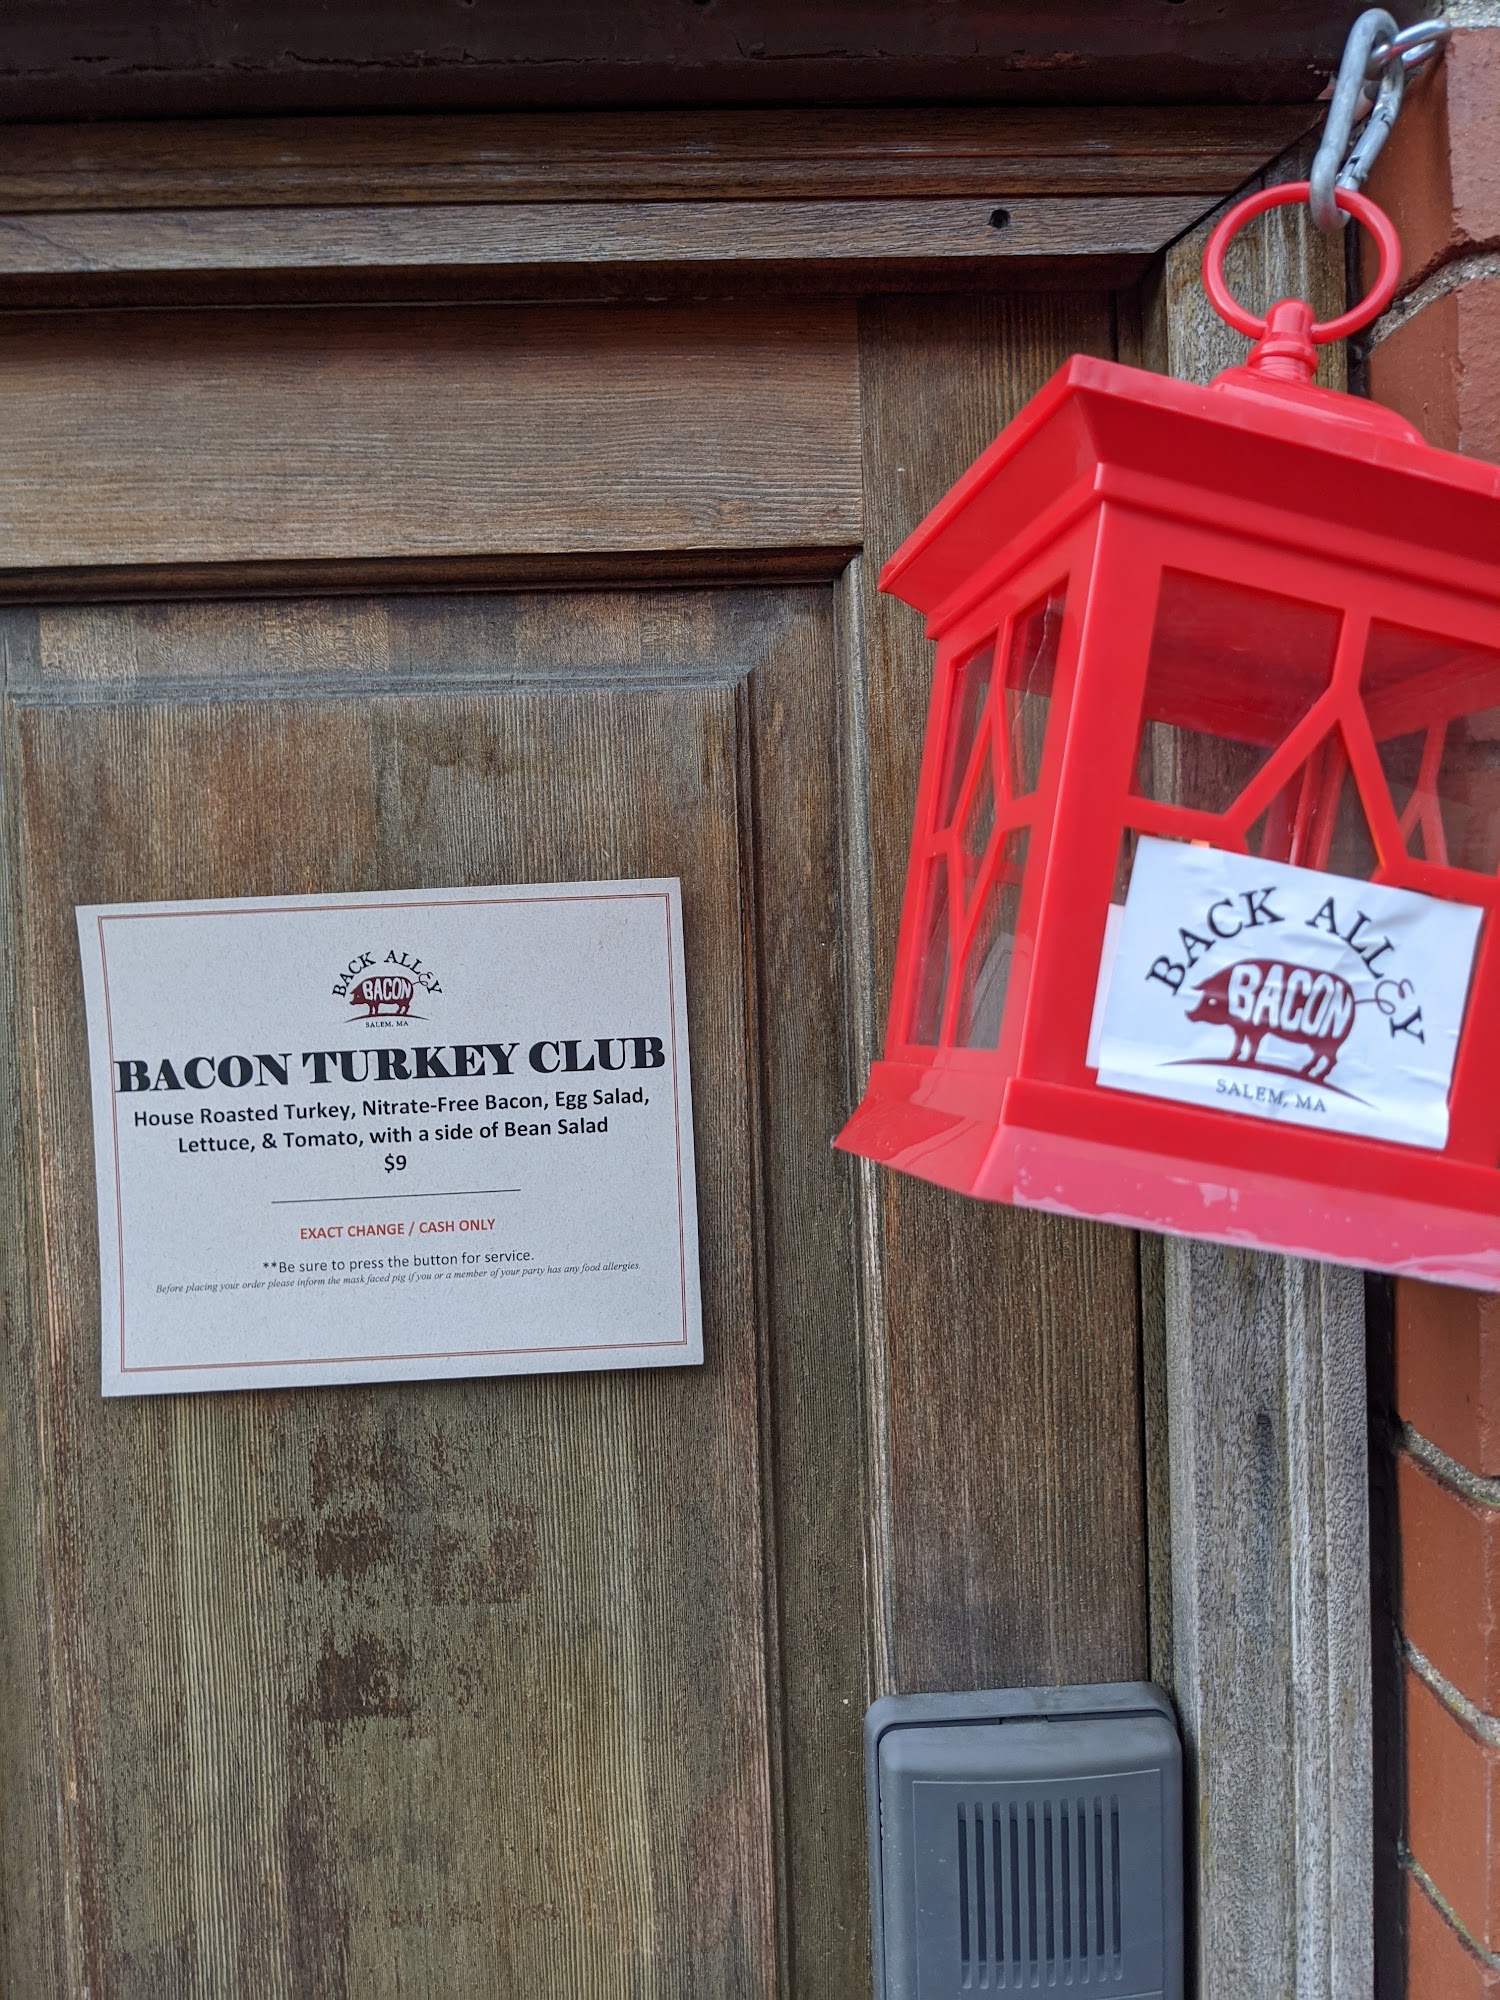 BACK ALLEY
BACON
SALEM, MA
BACON TURKEY CLUB
House Roasted Turkey, Nitrate-Free Bacon, Egg Salad,
Lettuce, & Tomato, with a side of Bean Salad
$9
EXACT CHANGE / CASH ONLY
**Be sure to press the button for service.
Before placing your order please inform the mask faced pig if you or a member of your party has any food allergies.
BACK ALLEY
BACON
SALEM, MA